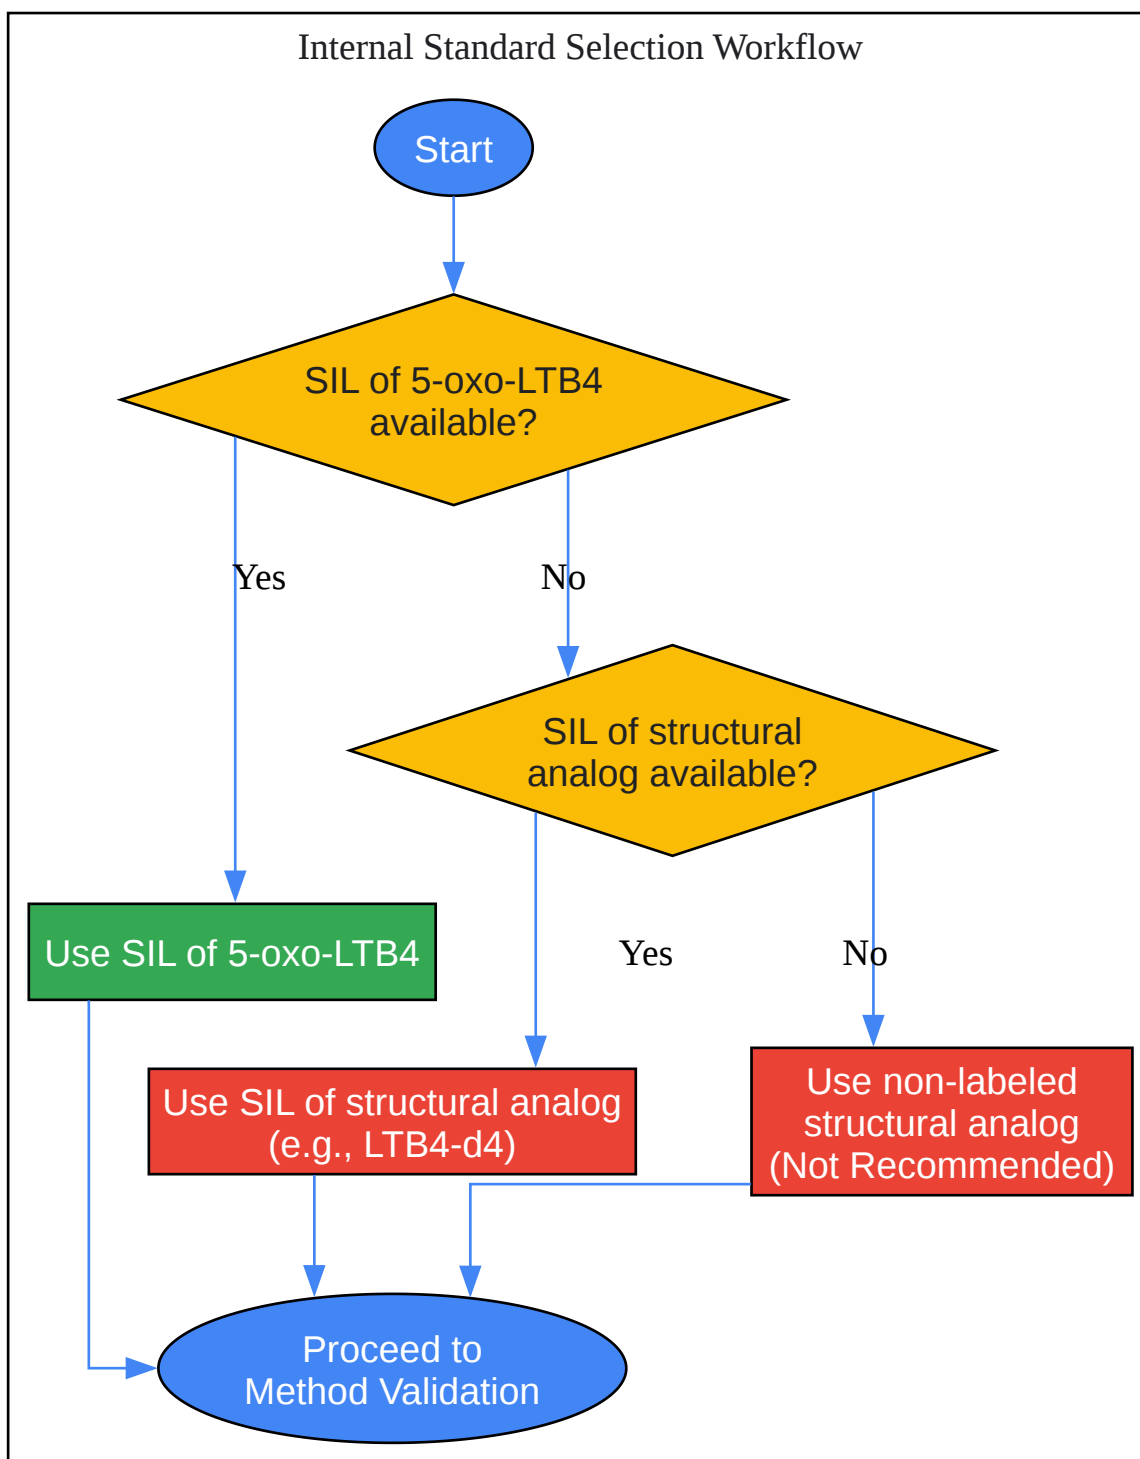 Internal Standard Selection Workflow
Start
SIL of 5-oxo-LTB4
available?
Yes
No
SIL of structural
analog available?
Use SIL of 5-oxo-LTB4
Yes
No
Use SIL of structural analog
(e.g., LTB4-d4)
Use non-labeled
structural analog
(Not Recommended)
Proceed to
Method Validation